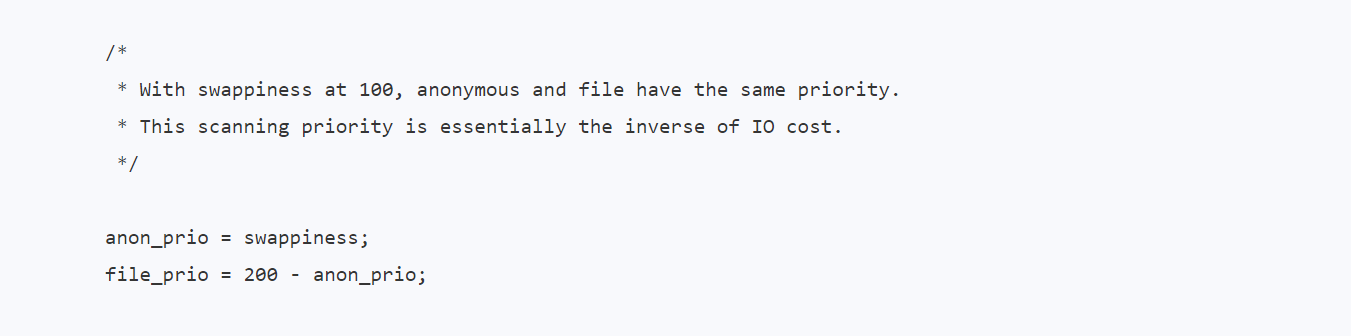 /*
 * With swappiness at 100, anonymous and file have the same priority.
 * This scanning priority is essentially the inverse of IO cost.
 */
anon_prio = swappiness;
file_prio = 200 - anon_prio;